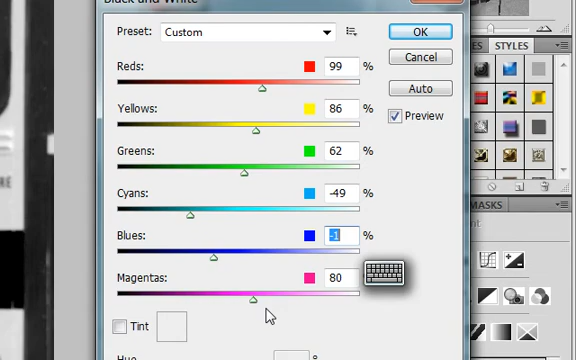 Black and White
Preset: Custom
OK
Cancel
Auto
Preview
Reds: 99 %
Yellows: 86 %
Greens: 62 %
Cyans: -49 %
Blues: -1 %
Magentas: 80 %
Tint
Hue °
STYLES
MASKS